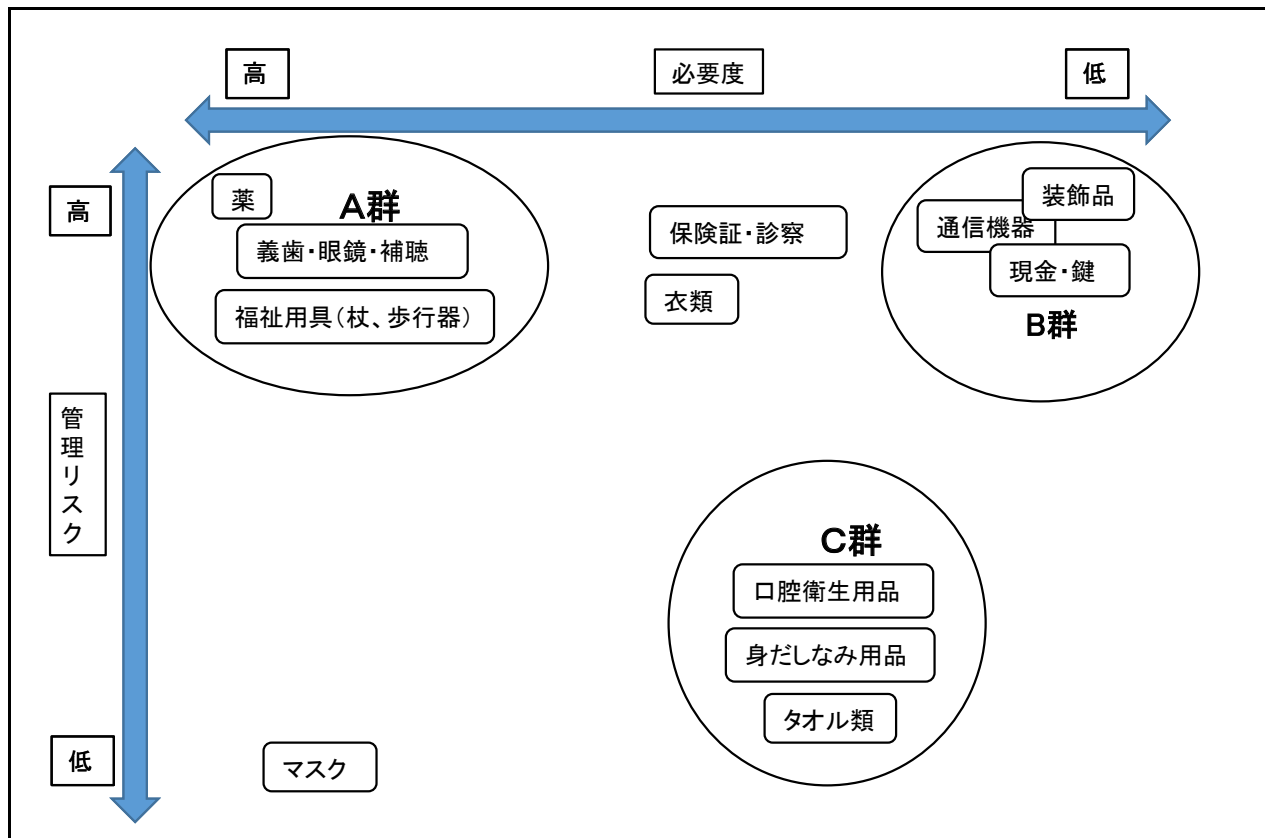 高
必要度
低
高
薬
A群
義歯・眼鏡・補聴
福祉用具(杖、歩行器)
保険証・診察
衣類
装飾品
通信機器
現金・鍵
B群
管理リスク
C群
口腔衛生用品
身だしなみ用品
タオル類
低
マスク